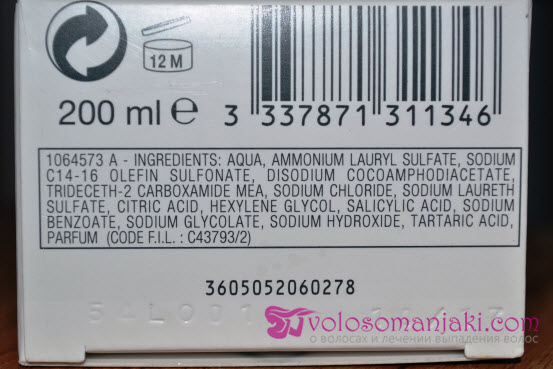 12 M
200 ml e
3 337871 311346
1064573 A - INGREDIENTS: AQUA, AMMONIUM LAURYL SULFATE, SODIUM
C14-16 OLEFIN SULFONATE, DISODIUM COCOAMPHODIACETATE,
TRIDECETH-2 CARBOXAMIDE MEA, SODIUM CHLORIDE, SODIUM LAURETH
SULFATE, CITRIC ACID, HEXYLENE GLYCOL, SALICYLIC ACID, SODIUM
BENZOATE, SODIUM GLYCOLATE, SODIUM HYDROXIDE, TARTARIC ACID,
PARFUM (CODE F.I.L. : C43793/2)
3605052060278
volosomanjaki.com
о волосах и лечении выпадения волос